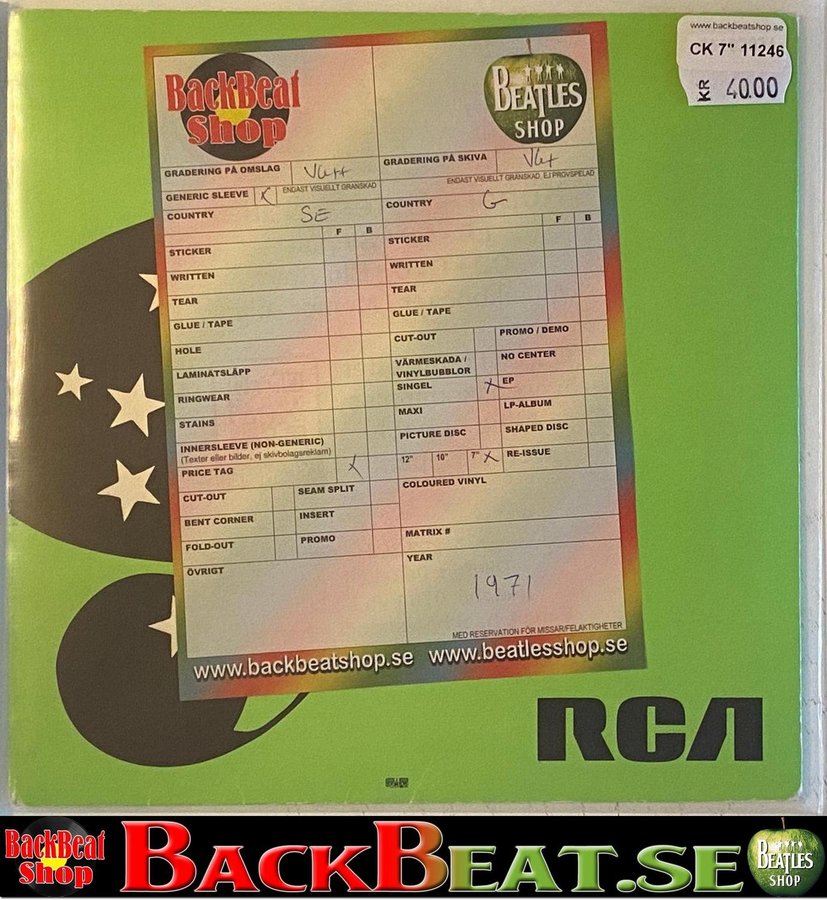 www.backbeatshop.se
CK 7" 11246
KR 40.00
BackBeat
Shop
BEATLES
SHOP
GRADERING PÅ OMSLAG VG++
GRADERING PÅ SKIVA VG+
GENERIC SLEEVE X ENDAST VISUELLT GRANSKAD
ENDAST VISUELLT GRANSKAD, EJ PROVSPELAD
COUNTRY SE
COUNTRY G
F B
F B
STICKER
STICKER
WRITTEN
WRITTEN
TEAR
TEAR
GLUE / TAPE
GLUE / TAPE
HOLE
CUT-OUT PROMO / DEMO
LAMINATSLÄPP
VÄRMESKADA / VINYLBUBBLOR NO CENTER
RINGWEAR
SINGEL X EP
STAINS
MAXI LP-ALBUM
INNERSLEEVE (NON-GENERIC)
(Texter eller bilder, ej skivbolagsreklam)
PICTURE DISC SHAPED DISC
PRICE TAG X
12" 10" 7" X RE-ISSUE
CUT-OUT SEAM SPLIT
COLOURED VINYL
BENT CORNER INSERT
FOLD-OUT PROMO
MATRIX #
ÖVRIGT
YEAR
1971
MED RESERVATION FÖR MISSAR/FELAKTIGHETER
www.backbeatshop.se www.beatlesshop.se
RCA
BackBeat
Shop
BACKBEAT.SE
BEATLES
SHOP